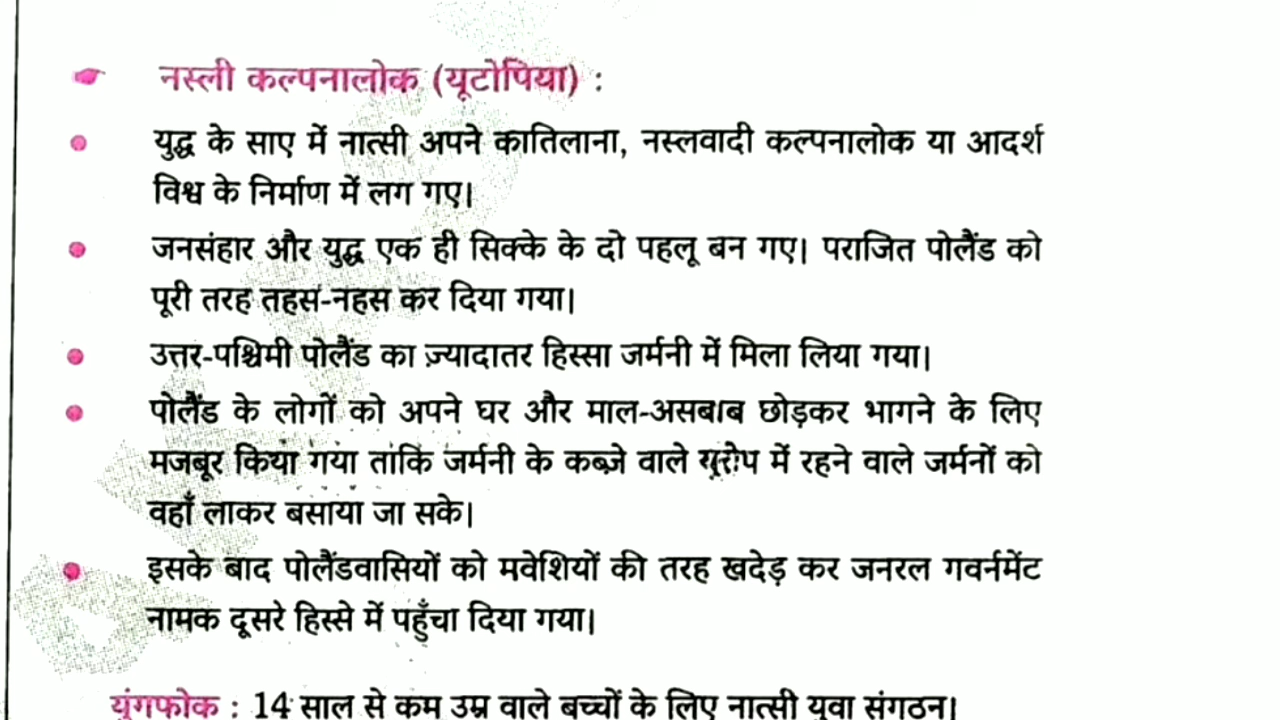 नस्ली कल्पनालोक (यूटोपिया) :
युद्ध के साए में नात्सी अपने कातिलाना, नस्लवादी कल्पनालोक या आदर्श
विश्व के निर्माण में लग गए।
जनसंहार और युद्ध एक ही सिक्के के दो पहलू बन गए। पराजित पोलैंड को
पूरी तरह तहस-नहस कर दिया गया।
उत्तर-पश्चिमी पोलैंड का ज़्यादातर हिस्सा जर्मनी में मिला लिया गया।
पोलैंड के लोगों को अपने घर और माल-असबाब छोड़कर भागने के लिए
मजबूर किया गया ताकि जर्मनी के कब्ज़े वाले यूरोप में रहने वाले जर्मनों को
वहाँ लाकर बसाया जा सके।
इसके बाद पोलैंडवासियों को मवेशियों की तरह खदेड़ कर जनरल गवर्नमेंट
नामक दूसरे हिस्से में पहुँचा दिया गया।
युंगफोक : 14 साल से कम उम्र वाले बच्चों के लिए नात्सी युवा संगठन।